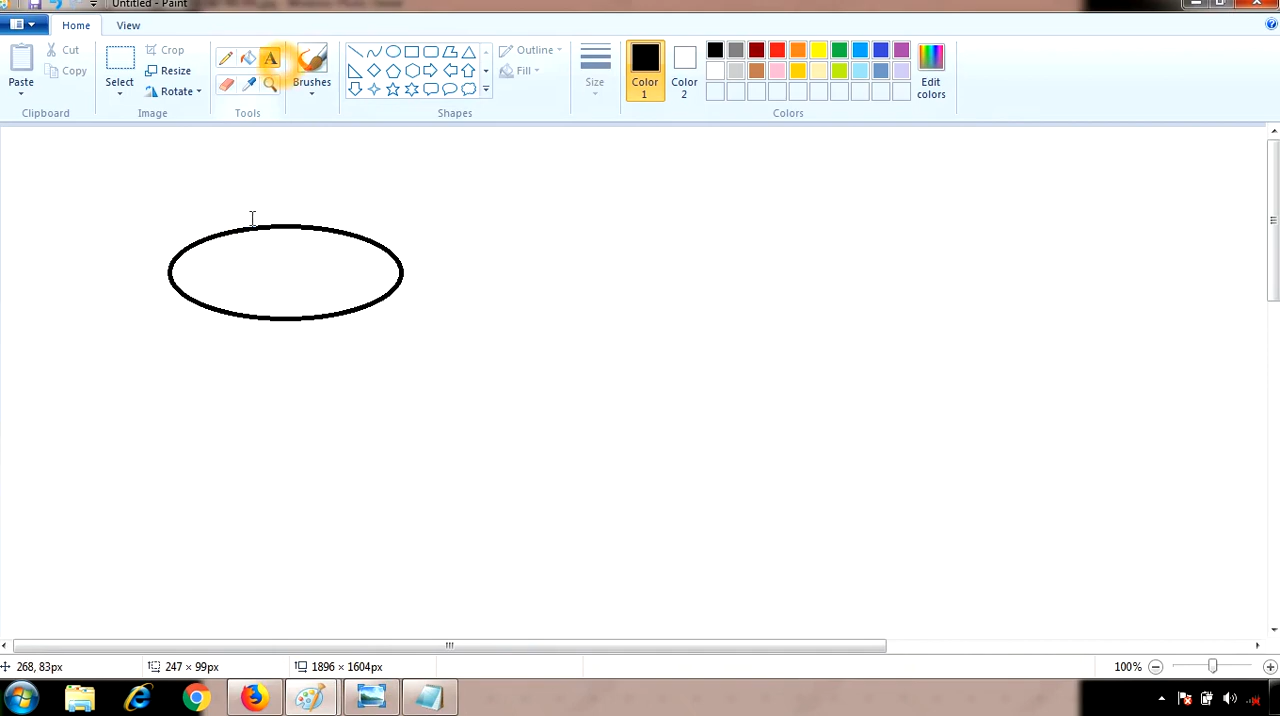 Untitled - Paint
Home View
Paste
Cut
Copy
Clipboard
Select
Crop
Resize
Rotate
Image
A
Tools
Brushes
Outline
Fill
Shapes
Size
Color 1
Color 2
Edit colors
Colors
268, 83px
247 × 99px
1896 × 1604px
100%